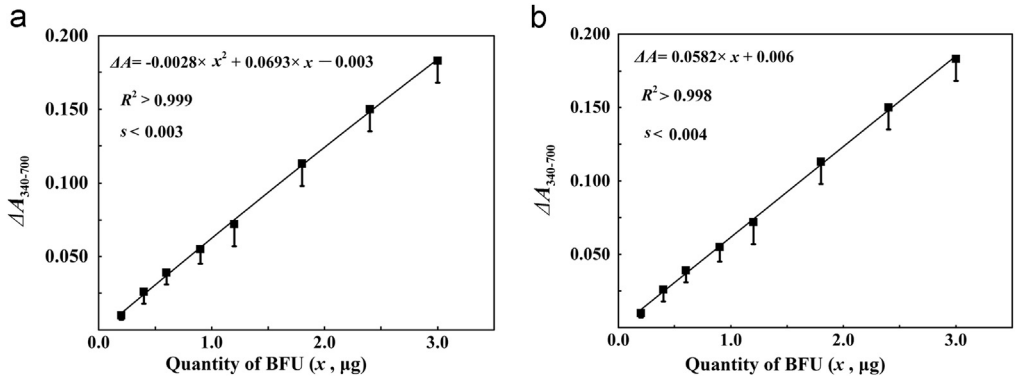 a
0.200
0.150
0.100
0.050
ΔA340-700
ΔA= -0.0028× x² + 0.0693× x − 0.003
R² > 0.999
s < 0.003
0.0 1.0 2.0 3.0
Quantity of BFU (x , μg)
b
0.200
0.150
0.100
0.050
0.000
ΔA340-700
ΔA= 0.0582× x + 0.006
R² > 0.998
s < 0.004
0.0 1.0 2.0 3.0
Quantity of BFU (x , μg)